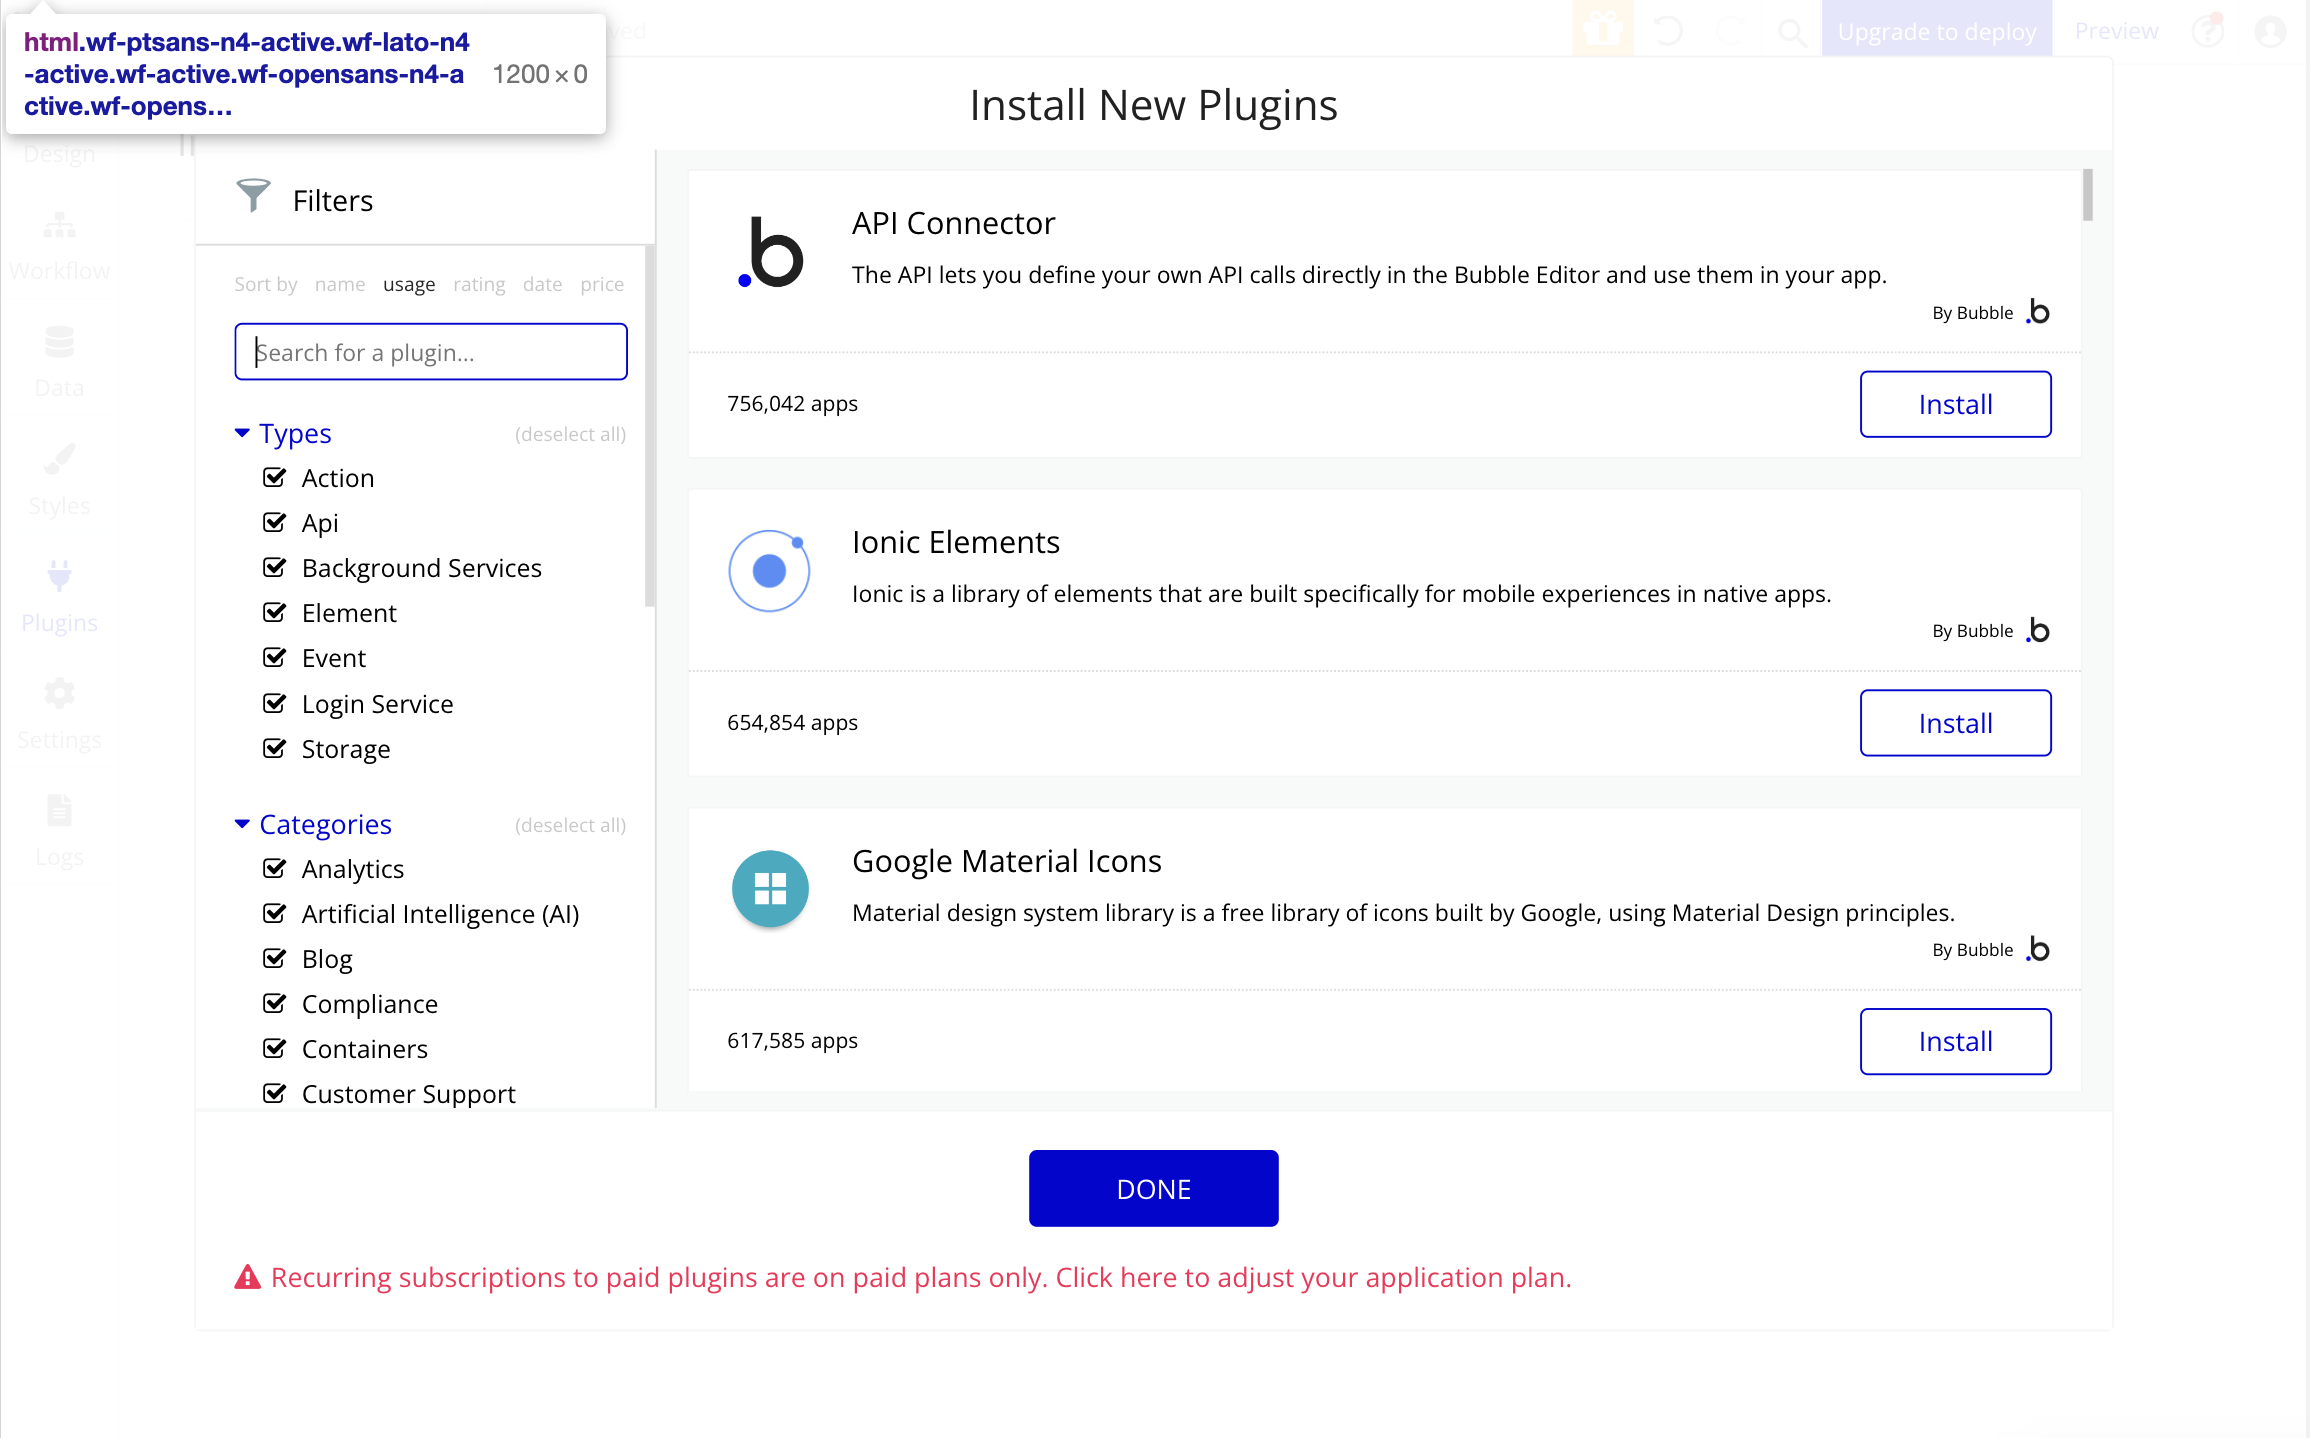 html.wf-ptsans-n4-active.wf-lato-n4
-active.wf-active.wf-opensans-n4-a
ctive.wf-opens...
1200 × 0
Upgrade to deploy
Preview
Install New Plugins
Design
Workflow
Data
Styles
Plugins
Settings
Logs
Filters
Sort by name usage rating date price
Search for a plugin...
Types (deselect all)
Action
Api
Background Services
Element
Event
Login Service
Storage
Categories (deselect all)
Analytics
Artificial Intelligence (AI)
Blog
Compliance
Containers
Customer Support
API Connector
The API lets you define your own API calls directly in the Bubble Editor and use them in your app.
By Bubble
756,042 apps
Install
Ionic Elements
Ionic is a library of elements that are built specifically for mobile experiences in native apps.
By Bubble
654,854 apps
Install
Google Material Icons
Material design system library is a free library of icons built by Google, using Material Design principles.
By Bubble
617,585 apps
Install
DONE
Recurring subscriptions to paid plugins are on paid plans only. Click here to adjust your application plan.